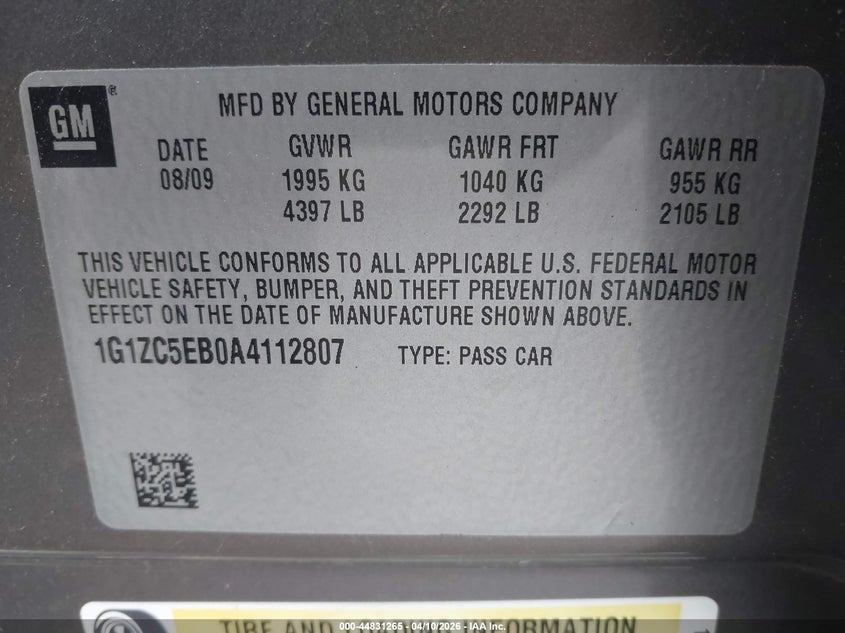 GM®
MFD BY GENERAL MOTORS COMPANY
DATE GVWR GAWR FRT GAWR RR
08/09 1995 KG 1040 KG 955 KG
4397 LB 2292 LB 2105 LB
THIS VEHICLE CONFORMS TO ALL APPLICABLE U.S. FEDERAL MOTOR
VEHICLE SAFETY, BUMPER, AND THEFT PREVENTION STANDARDS IN
EFFECT ON THE DATE OF MANUFACTURE SHOWN ABOVE.
1G1ZC5EB0A4112807 TYPE: PASS CAR
TIRE AND INFORMATION
000-44831265 - 04/10/2026 - IAA Inc.